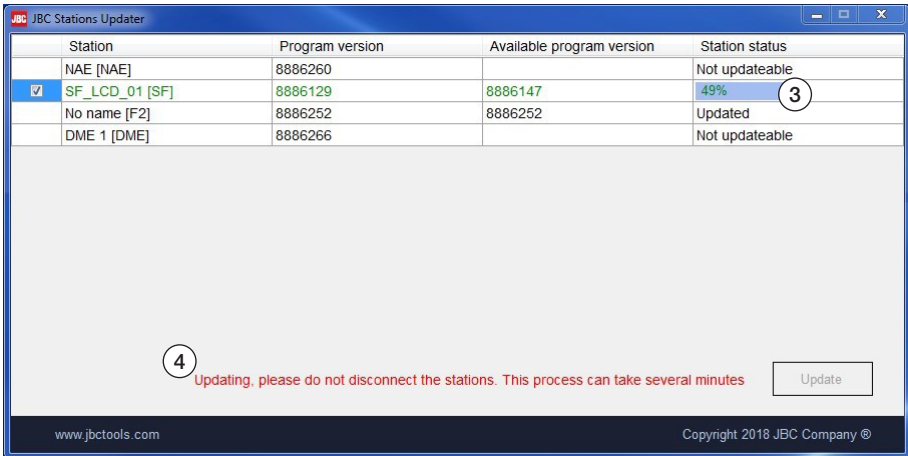 JBC JBC Stations Updater
Station Program version Available program version Station status
NAE [NAE] 8886260 Not updateable
SF_LCD_01 [SF] 8886129 8886147 49% 3
No name [F2] 8886252 8886252 Updated
DME 1 [DME] 8886266 Not updateable
4
Updating, please do not disconnect the stations. This process can take several minutes Update
www.jbctools.com Copyright 2018 JBC Company ®